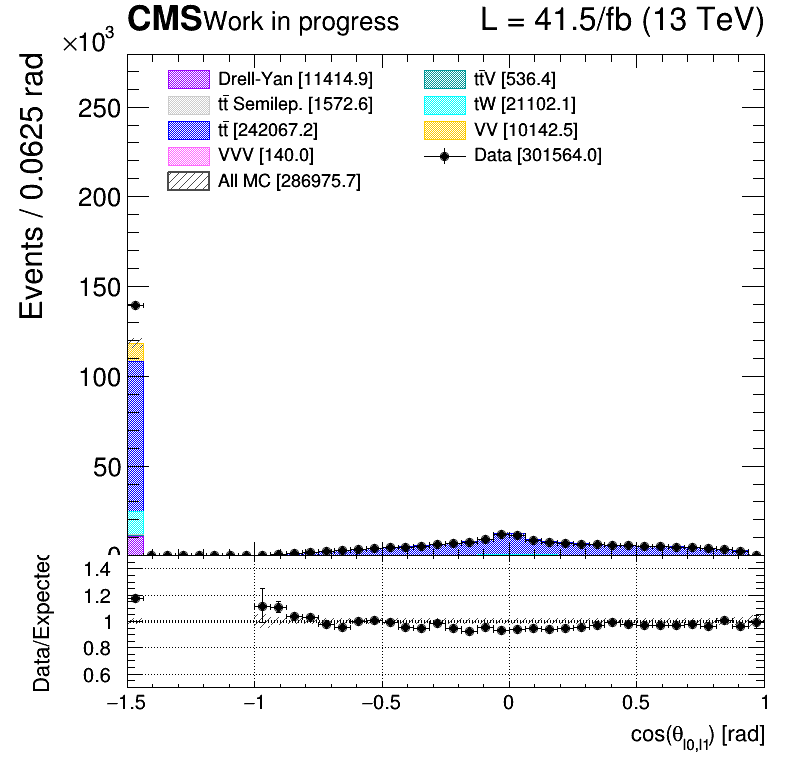 CMS Work in progress L = 41.5/fb (13 TeV)
×10³
Events / 0.0625 rad
Drell-Yan [11414.9]
tt̄ Semilep. [1572.6]
tt̄ [242067.2]
VVV [140.0]
All MC [286975.7]
tt̄V [536.4]
tW [21102.1]
VV [10142.5]
Data [301564.0]
250
200
150
100
50
0
Data/Expected
1.4
1.2
1
0.8
0.6
−1.5 −1 −0.5 0 0.5 1
cos(θ_{l0,l1}) [rad]